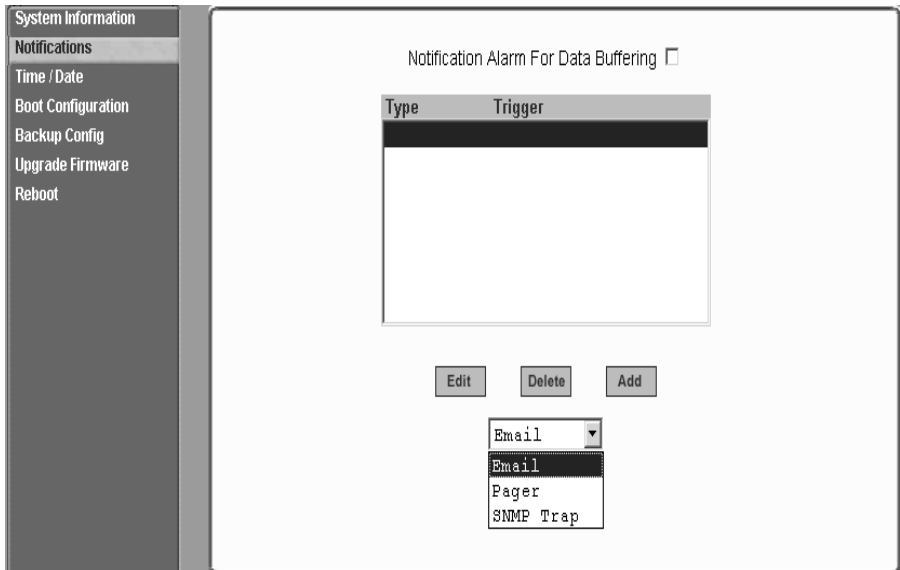 System Information
Notifications
Time / Date
Boot Configuration
Backup Config
Upgrade Firmware
Reboot
Notification Alarm For Data Buffering
Type Trigger
Edit Delete Add
Email
Email
Pager
SNMP Trap